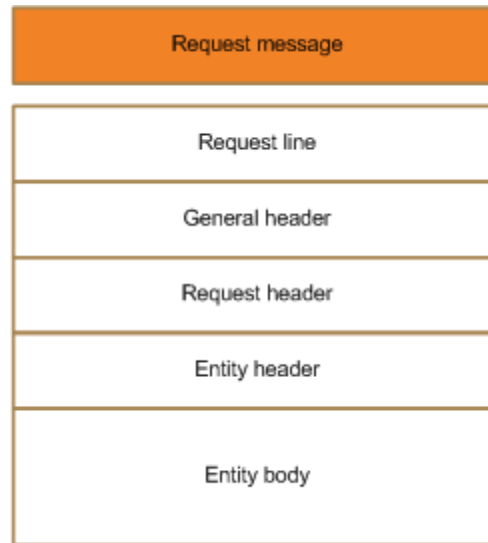 Request message
Request line
General header
Request header
Entity header
Entity body